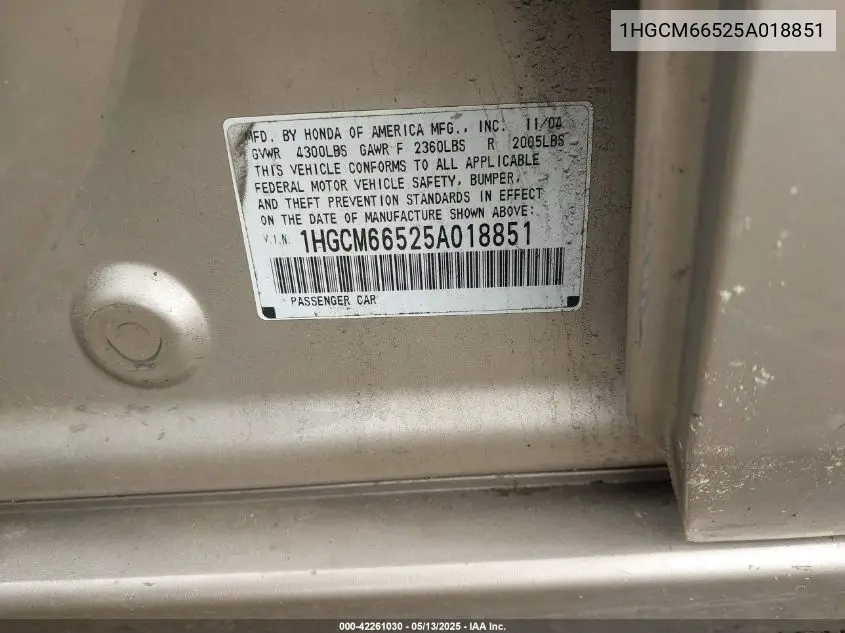 1HGCM66525A018851
MFD. BY HONDA OF AMERICA MFG., INC. 11/04
GVWR 4300LBS GAWR F 2360LBS R 2005LBS
THIS VEHICLE CONFORMS TO ALL APPLICABLE
FEDERAL MOTOR VEHICLE SAFETY, BUMPER,
AND THEFT PREVENTION STANDARDS IN EFFECT
ON THE DATE OF MANUFACTURE SHOWN ABOVE:
V.I.N. 1HGCM66525A018851
PASSENGER CAR
000-42261030 - 05/13/2025 - IAA Inc.